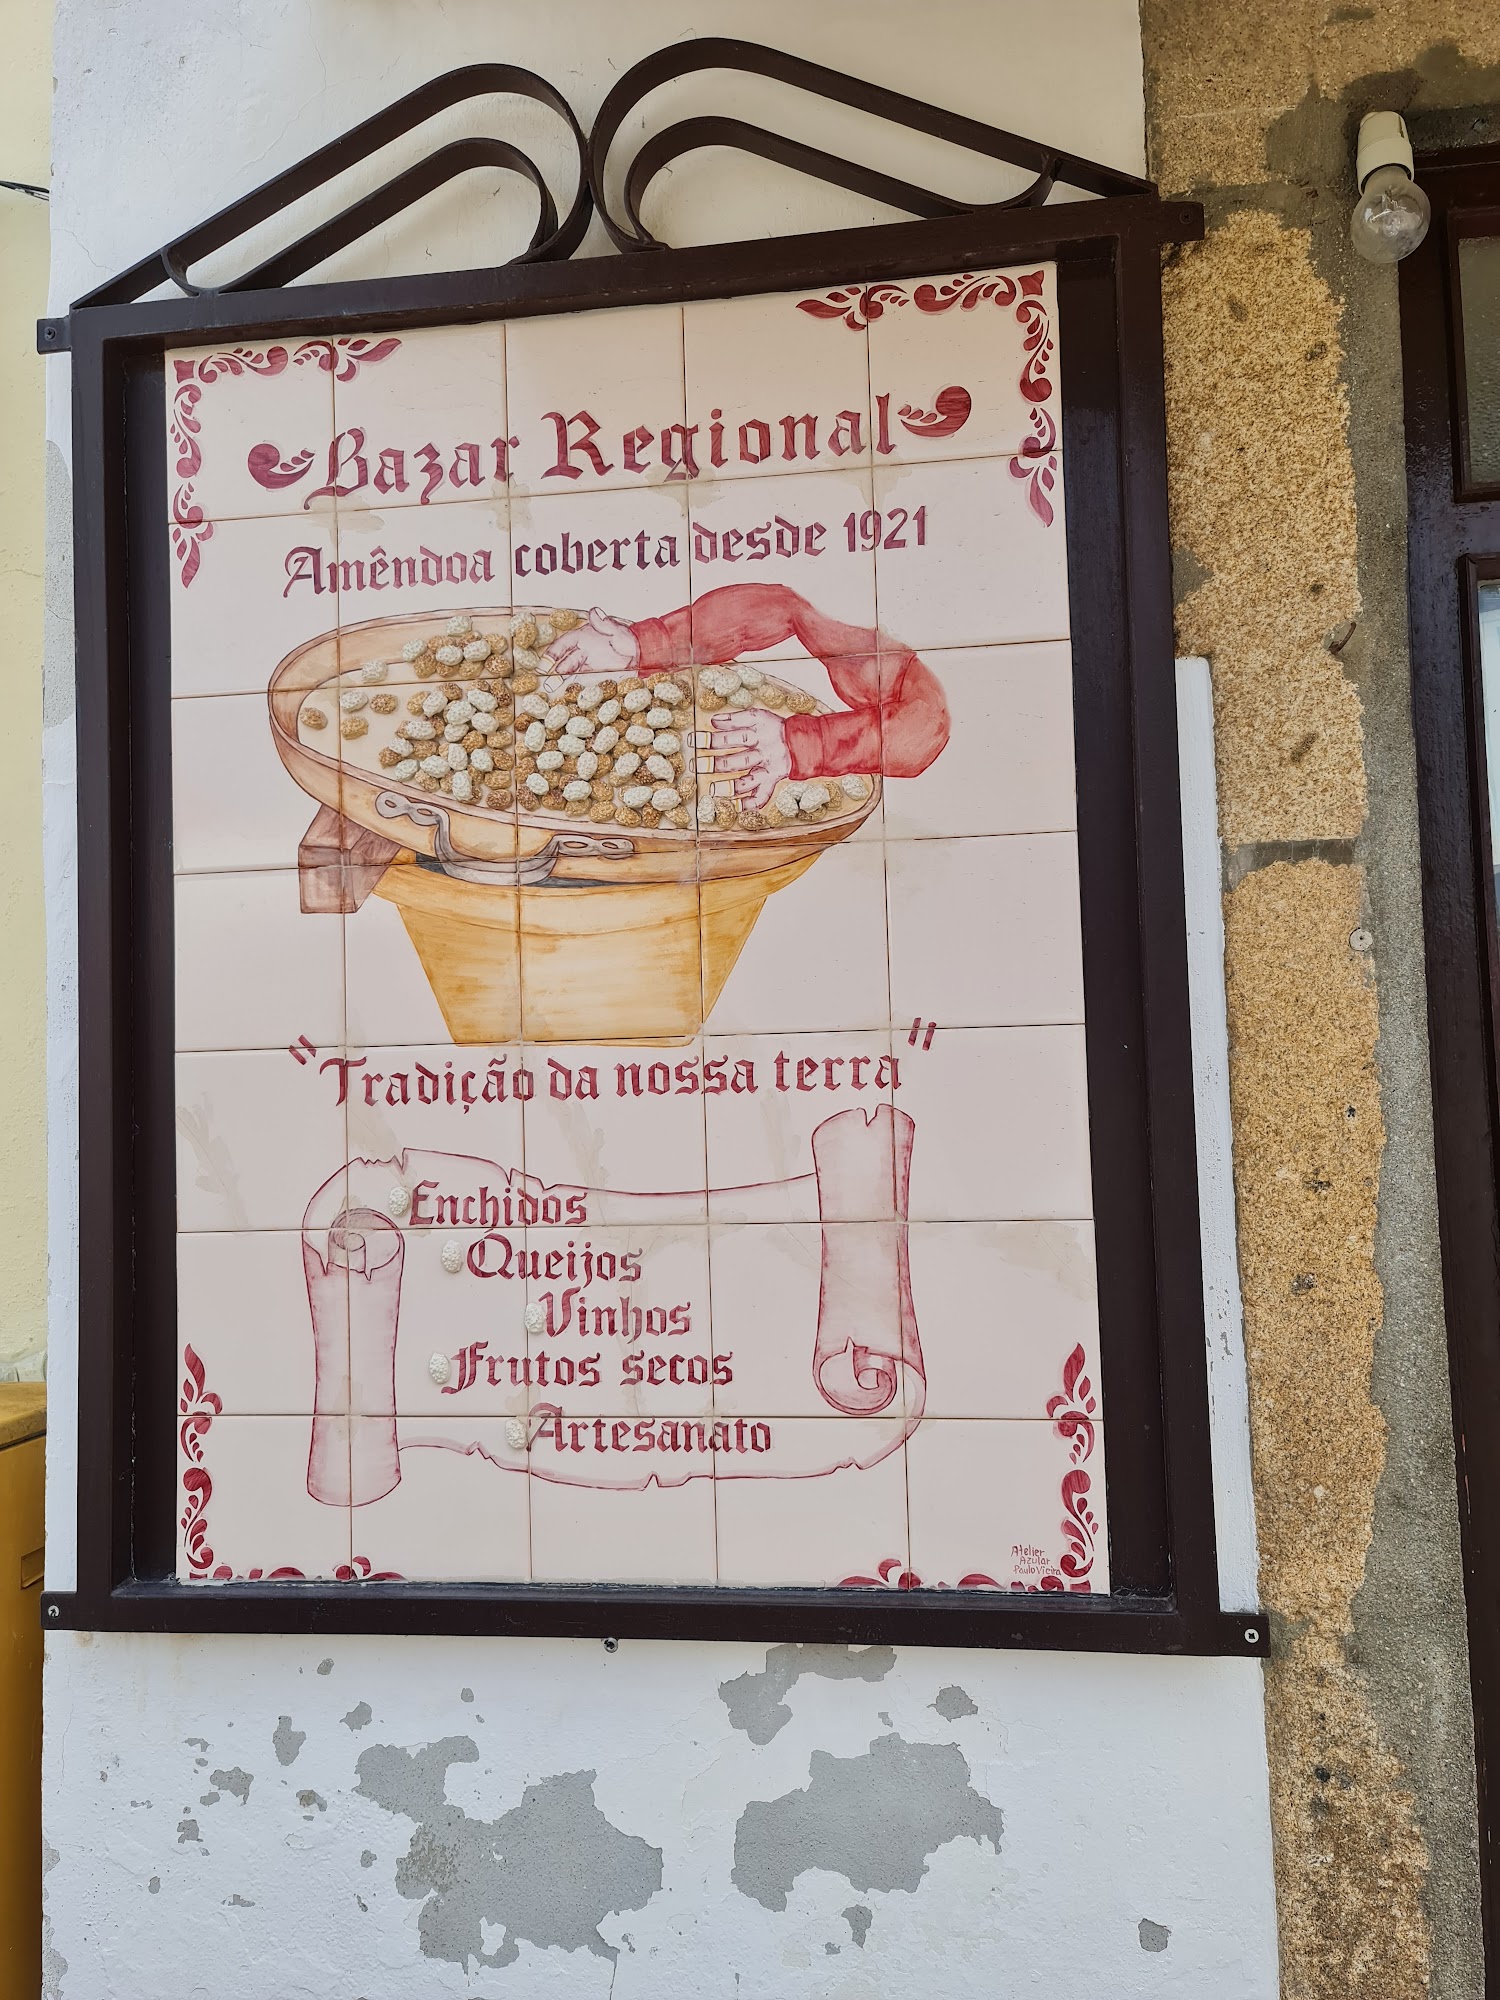 Bazar Regional
Amêndoa coberta desde 1921
"Tradição da nossa terra"
Enchidos
Queijos
Vinhos
Frutos secos
Artesanato
Atelier
Azular
Paulo Vieira